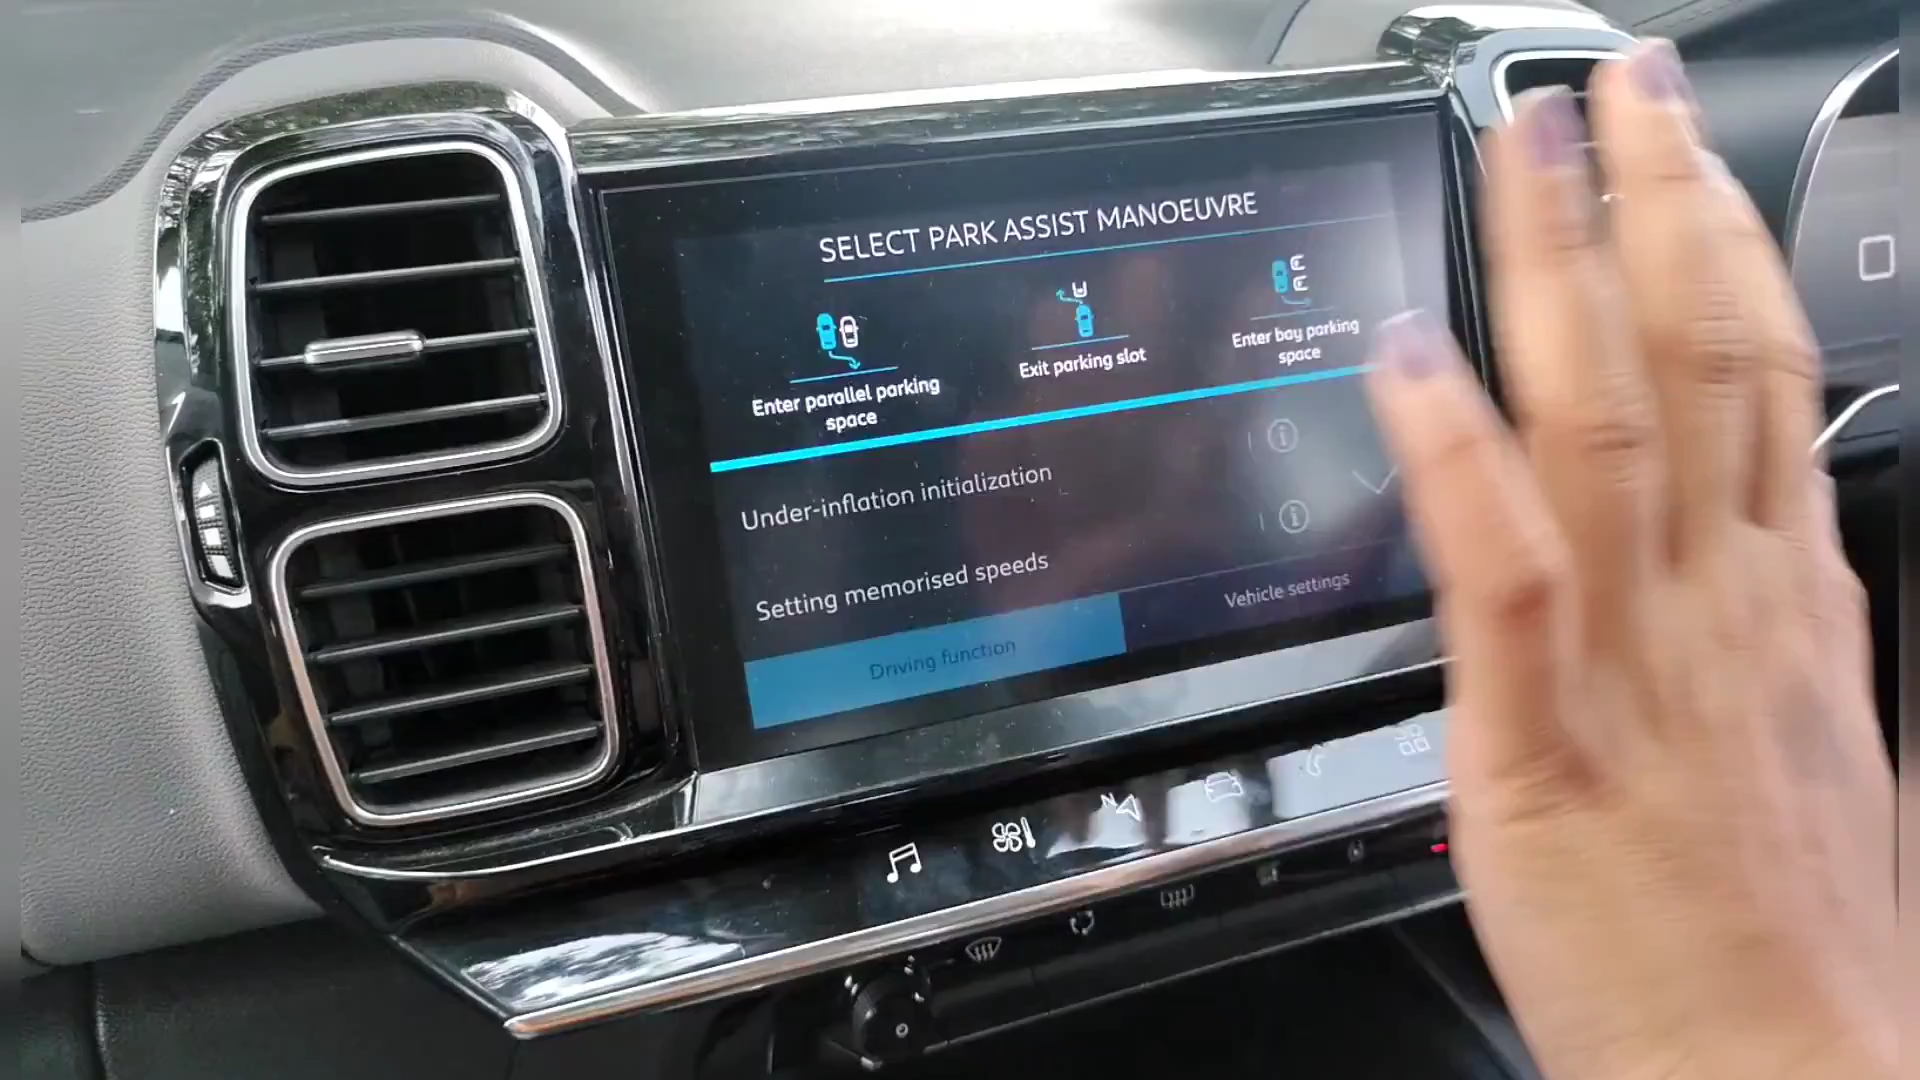 SELECT PARK ASSIST MANOEUVRE
Enter parallel parking
space
Exit parking slot
Enter bay parking
space
Under-inflation initialization
Setting memorised speeds
Driving function
Vehicle settings